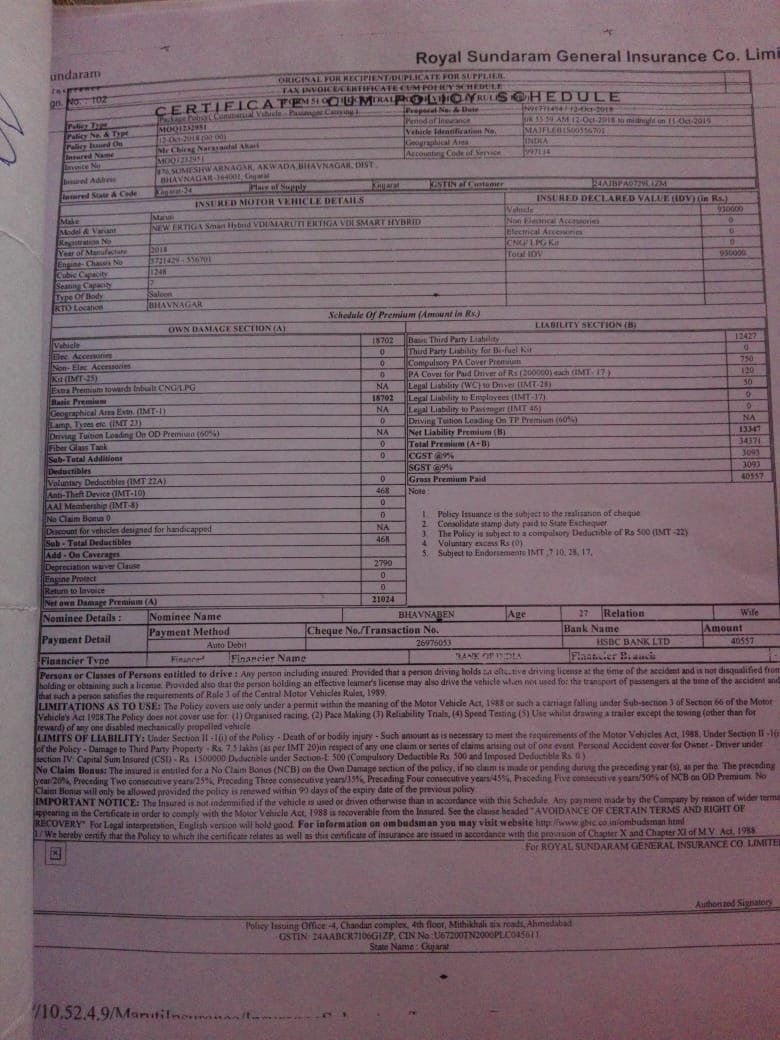 Royal Sundaram General Insurance Co. Limi
undaram
ORIGINAL FOR RECIPIENT/DUPLICATE FOR SUPPLIER
TAX INVOICE/CERTIFICATE CUM POLICY SCHEDULE
gn. No. : 102
CERTIFICATE CUM POLICY SCHEDULE
Policy Type Package Policy( Commercial Vehicle - Passenger Carrying) Proposal No. & Date 12-Oct-2018
Policy No. & Type MOQ1232951 Period of Insurance 08:55:59 AM 12-Oct-2018 to midnight on 11-Oct-2019
Policy Issued On 12-Oct-2018 (00:00) Vehicle Identification No. MA3FLEB1S00556701
Insured Name Mr Chirag Narayanlal Geographical Area INDIA
Invoice No MOQ1232951 Accounting Code of Service 997134
Insured Address 876,SOMESHWARNAGAR, AKWADA,BHAVNAGAR, DIST.,
BHAVNAGAR-364001, Gujarat
Insured State & Code Gujarat-24 Place of Supply Gujarat GSTIN of Customer
INSURED MOTOR VEHICLE DETAILS INSURED DECLARED VALUE (IDV) (in Rs.)
Make Maruti Vehicle 930000
Model & Variant NEW ERTIGA Smart Hybrid VDI/MARUTI ERTIGA VDI SMART HYBRID Non Electrical Accessories 0
Registration No Electrical Accessories 0
Year of Manufacture 2018 CNG/ LPG Kit 0
Engine- Chassis No 3721429 - 556701 Total IDV 930000
Cubic Capacity 1248
Seating Capacity 7
Type Of Body Saloon
RTO Location BHAVNAGAR
Schedule Of Premium (Amount in Rs.)
OWN DAMAGE SECTION (A) LIABILITY SECTION (B)
Vehicle 18702 Basic Third Party Liability 12427
Elec. Accessories 0 Third Party Liability for Bi-fuel Kit 0
Non- Elec. Accessories 0 Compulsory PA Cover Premium 750
Kit (IMT-25) 0 PA Cover for Paid Driver of Rs (200000) each (IMT- 17 ) 120
Extra Premium towards Inbuilt CNG/LPG NA Legal Liability (WC) to Driver (IMT-28) 50
Basic Premium 18702 Legal Liability to Employees (IMT-37) 0
Geographical Area Extn. (IMT-1) NA Legal Liability to Passenger (IMT 46) 0
Lamp, Tyres etc. (IMT 23) 0 Driving Tuition Loading On TP Premium (60%) NA
Driving Tuition Loading On OD Premium (60%) NA Net Liability Premium (B) 13347
Fiber Glass Tank 0 Total Premium (A+B) 34371
Sub-Total Additions 0 CGST @9% 3093
Deductibles SGST @9% 3093
Voluntary Deductibles (IMT 22A) 0 Gross Premium Paid 40557
Anti-Theft Device (IMT-10) 468 Note :
AAI Membership (IMT-8) 0
No Claim Bonus 0 0 1. Policy Issuance is the subject to the realisation of cheque
Discount for vehicles designed for handicapped NA 2. Consolidate stamp duty paid to State Exchequer
Sub - Total Deductibles 468 3. The Policy is subject to a compulsory Deductible of Rs 500 (IMT -22)
Add - On Coverages 4. Voluntary excess Rs (0)
Depreciation waiver Clause 2790 5. Subject to Endorsements IMT ,7 10, 28, 17,
Engine Protect 0
Return to Invoice 0
Net own Damage Premium (A) 21024
Nominee Details : Nominee Name BHAVNABEN Age 27 Relation Wife
Payment Detail Payment Method Cheque No./Transaction No. Bank Name Amount
Auto Debit 26976053 HSBC BANK LTD 40557
Financier Type Finance Financier Name BANK OF INDIA Financier Branch
Persons or Classes of Persons entitled to drive : Any person including insured: Provided that a person driving holds an effective driving license at the time of the accident and is not disqualified from
holding or obtaining such a license. Provided also that the person holding an effective learner's license may also drive the vehicle when not used for the transport of passengers at the time of the accident and
that such a person satisfies the requirements of Rule 3 of the Central Motor Vehicles Rules, 1989.
LIMITATIONS AS TO USE: The Policy covers use only under a permit within the meaning of the Motor Vehicle Act, 1988 or such a carriage falling under Sub-section 3 of Section 66 of the Motor
Vehicle's Act 1988.The Policy does not cover use for: (1) Organised racing, (2) Pace Making (3) Reliability Trials, (4) Speed Testing (5) Use whilst drawing a trailer except the towing (other than for
reward) of any one disabled mechanically propelled vehicle
LIMITS OF LIABILITY: Under Section II -1(i) of the Policy - Death of or bodily injury - Such amount as is necessary to meet the requirements of the Motor Vehicles Act, 1988. Under Section II -1(i
of the Policy - Damage to Third Party Property - Rs. 7.5 lakhs (as per IMT 20)in respect of any one claim or series of claims arising out of one event. Personal Accident cover for Owner - Driver under
section IV: Capital Sum Insured (CSI) - Rs. 1500000 Deductible under Section-I: 500 (Compulsory Deductible Rs. 500 and Imposed Deductible Rs. 0 )
No Claim Bonus: The insured is entitled for a No Claim Bonus (NCB) on the Own Damage section of the policy, if no claim is made or pending during the preceding year (s), as per the. The preceding
year/20%, Preceding Two consecutive years/25%, Preceding Three consecutive years/35%, Preceding Four consecutive years/45%, Preceding Five consecutive years/50% of NCB on OD Premium. No
Claim Bonus will only be allowed provided the policy is renewed within 90 days of the expiry date of the previous policy
IMPORTANT NOTICE: The Insured is not indemnified if the vehicle is used or driven otherwise than in accordance with this Schedule. Any payment made by the Company by reason of wider terms
appearing in the Certificate in order to comply with the Motor Vehicle Act, 1988 is recoverable from the Insured. See the clause headed "AVOIDANCE OF CERTAIN TERMS AND RIGHT OF
RECOVERY" For Legal interpretation, English version will hold good. For information on ombudsman you may visit website http://www.gbic.co.in/ombudsman.html
I / We hereby certify that the Policy to which the certificate relates as well as this certificate of insurance are issued in accordance with the provision of Chapter X and Chapter XI of M.V. Act, 1988.
For ROYAL SUNDARAM GENERAL INSURANCE CO. LIMITE
Authorized Signatory
Policy Issuing Office -4, Chandan complex, 4th floor, Mithikhali six roads, Ahmedabad
GSTIN: 24AABCR7106G1ZP, CIN No:U67200TN2000PLC045611
State Name : Gujarat
//10.52.4.9/MarutiInsurance/